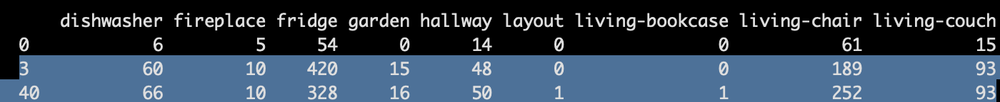 dishwasher fireplace fridge garden hallway layout living-bookcase living-chair living-couch
0 6 5 54 0 14 0 0 61 15
3 60 10 420 15 48 0 0 189 93
40 66 10 328 16 50 1 1 252 93